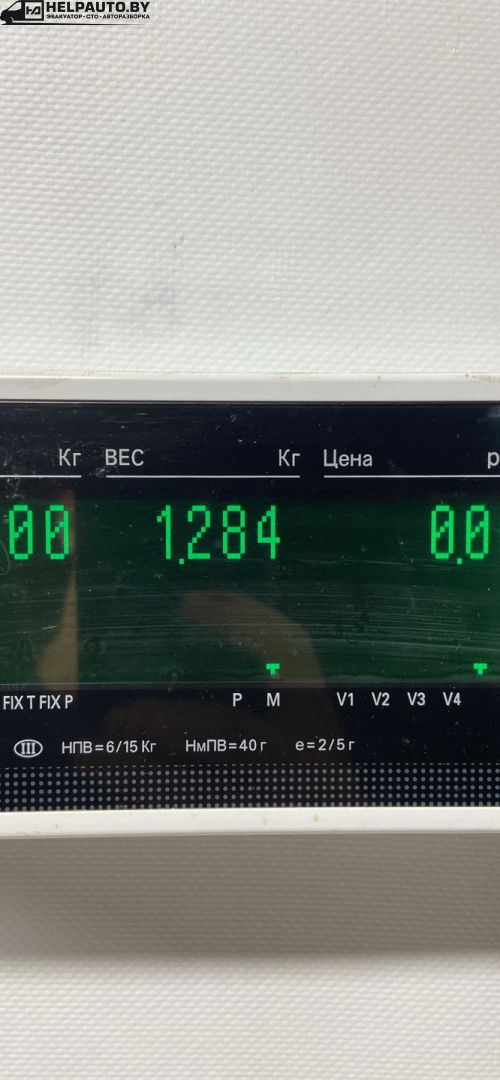 HELPAUTO.BY
ЭВАКУАТОР · СТО · АВТОРАЗБОРКА
Кг ВЕС Кг Цена р
00 1.284 0.0
FIX T FIX P P M V1 V2 V3 V4
III НПВ=6/15 Кг НмПВ=40 г e=2/5 г